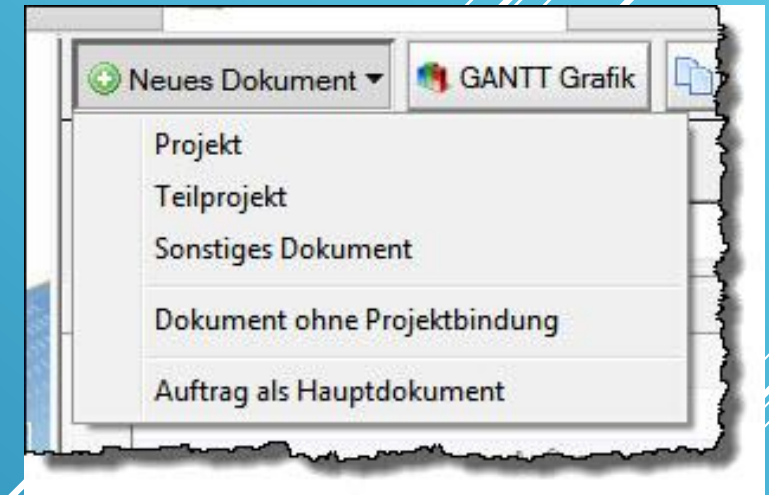 Neues Dokument GANTT Grafik
Projekt
Teilprojekt
Sonstiges Dokument
Dokument ohne Projektbindung
Auftrag als Hauptdokument